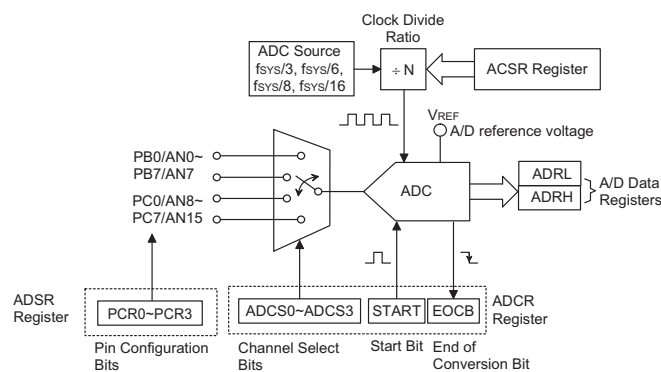 Clock Divide
Ratio
ADC Source
fSYS/3, fSYS/6,
fSYS/8, fSYS/16
÷ N
ACSR Register
VREF
A/D reference voltage
PB0/AN0~
PB7/AN7
PC0/AN8~
PC7/AN15
ADC
ADRL
ADRH
A/D Data
Registers
ADSR
Register
PCR0~PCR3
ADCS0~ADCS3
START
EOCB
ADCR
Register
Pin Configuration
Bits
Channel Select
Bits
Start Bit
End of
Conversion Bit